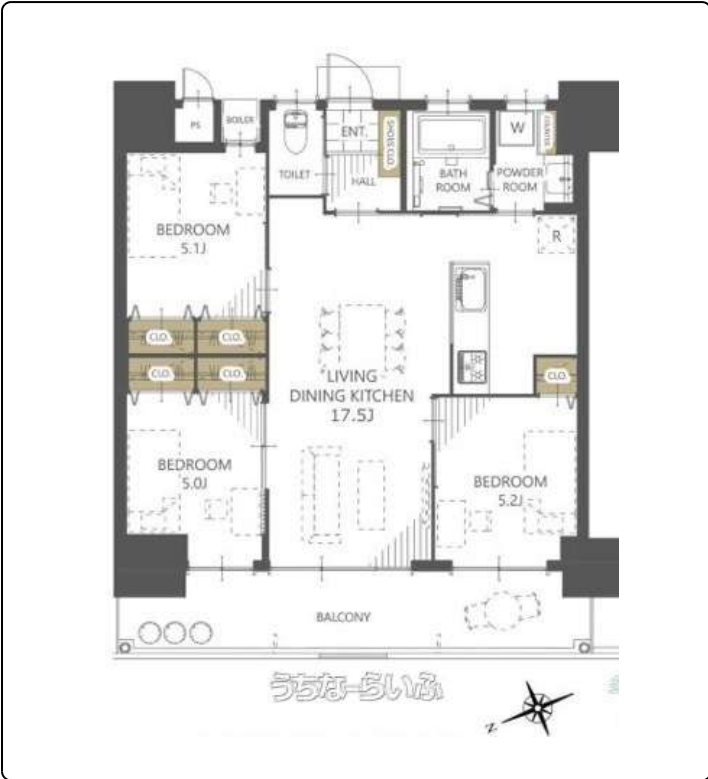 PS
BOILER
TOILET
ENT.
SHOES CLO.
HALL
BATH
ROOM
W
COUNTER
POWDER
ROOM
BEDROOM
5.1J
R
CLO.
CLO.
CLO.
CLO.
CLO.
LIVING
DINING KITCHEN
17.5J
BEDROOM
5.0J
BEDROOM
5.2J
BALCONY
うちなーらいふ
N